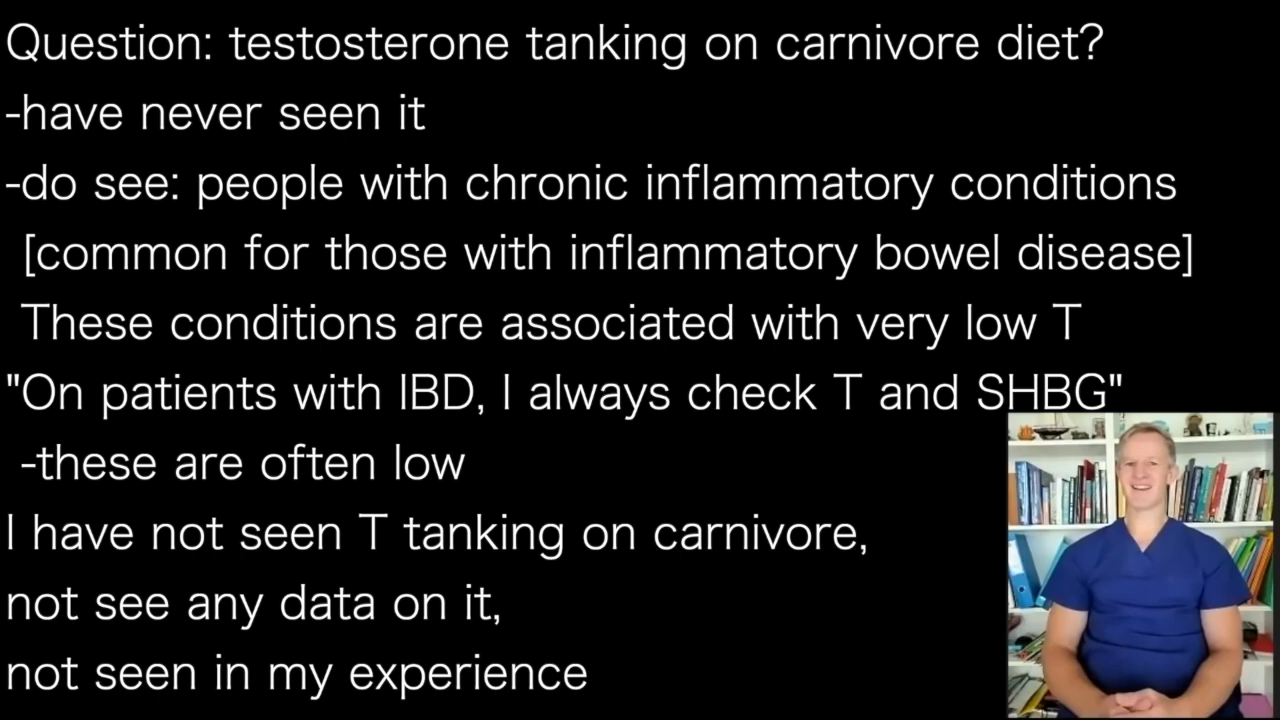 Question: testosterone tanking on carnivore diet?
-have never seen it
-do see: people with chronic inflammatory conditions
[common for those with inflammatory bowel disease]
These conditions are associated with very low T
"On patients with IBD, I always check T and SHBG"
-these are often low
I have not seen T tanking on carnivore,
not see any data on it,
not seen in my experience